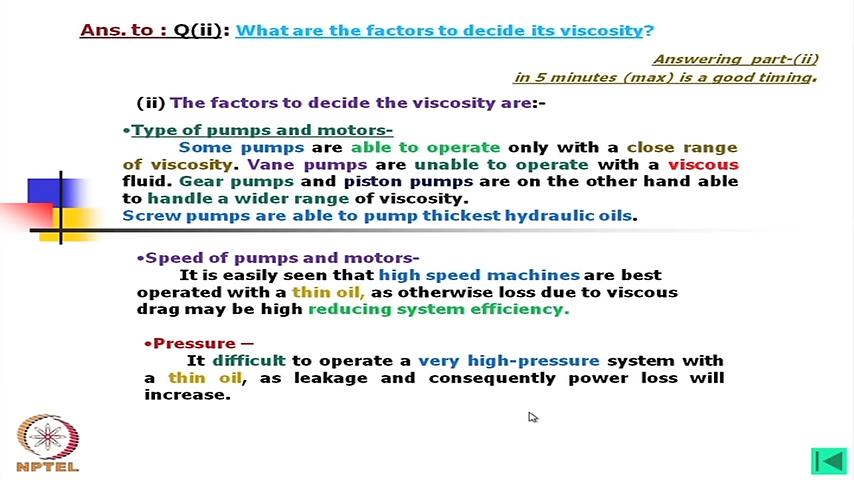 Ans. to : Q(ii): What are the factors to decide its viscosity?
Answering part-(ii)
in 5 minutes (max) is a good timing.
(ii) The factors to decide the viscosity are:-
•Type of pumps and motors-
Some pumps are able to operate only with a close range
of viscosity. Vane pumps are unable to operate with a viscous
fluid. Gear pumps and piston pumps are on the other hand able
to handle a wider range of viscosity.
Screw pumps are able to pump thickest hydraulic oils.
•Speed of pumps and motors-
It is easily seen that high speed machines are best
operated with a thin oil, as otherwise loss due to viscous
drag may be high reducing system efficiency.
•Pressure –
It difficult to operate a very high-pressure system with
a thin oil, as leakage and consequently power loss will
increase.
NPTEL